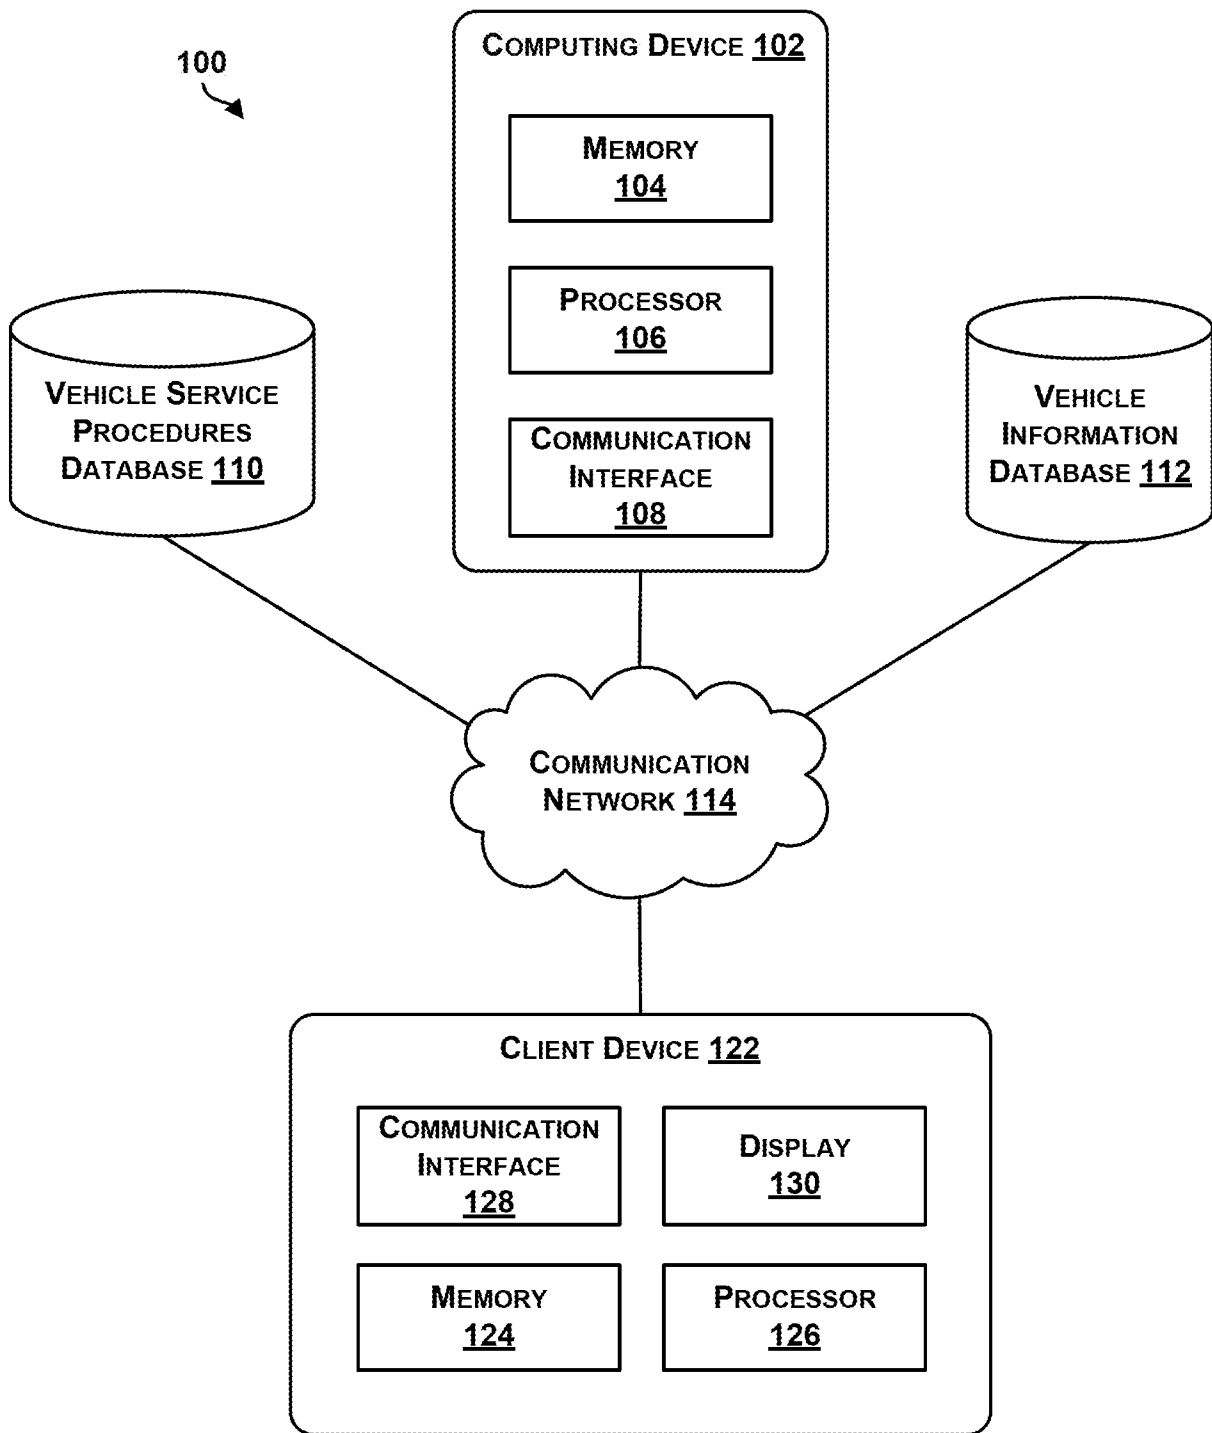 100
COMPUTING DEVICE 102
MEMORY
104
PROCESSOR
106
COMMUNICATION
INTERFACE
108
VEHICLE SERVICE
PROCEDURES
DATABASE 110
VEHICLE
INFORMATION
DATABASE 112
COMMUNICATION
NETWORK 114
CLIENT DEVICE 122
COMMUNICATION
INTERFACE
128
DISPLAY
130
MEMORY
124
PROCESSOR
126